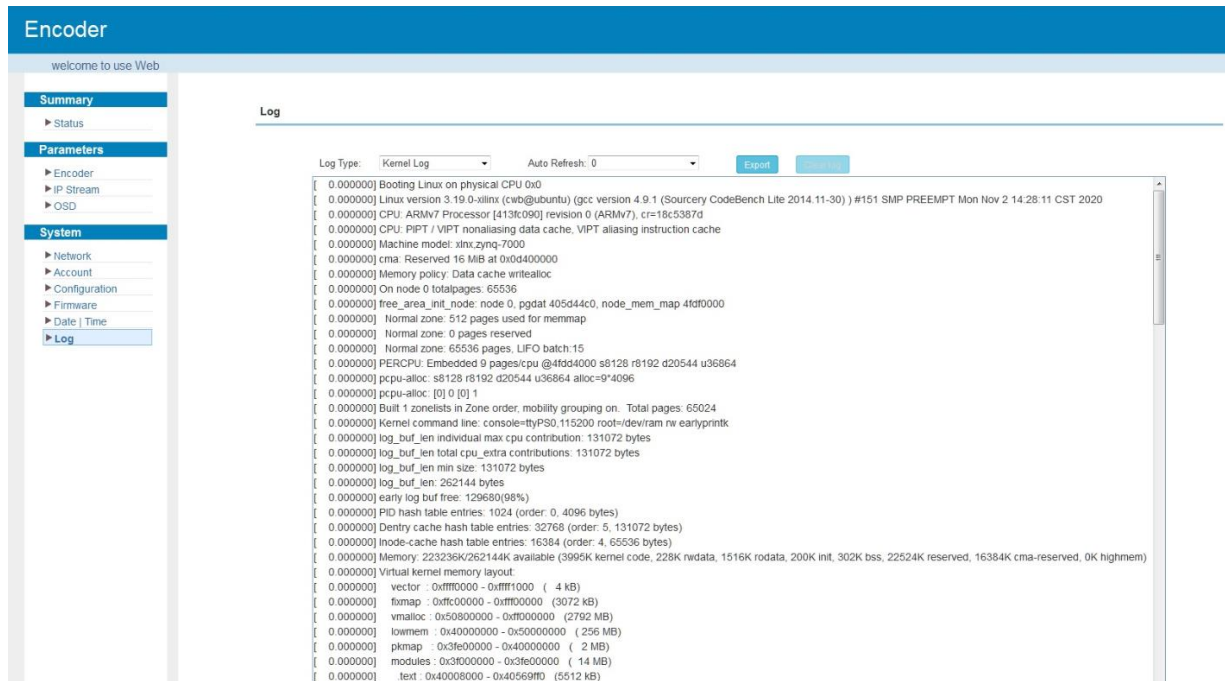 Encoder
welcome to use Web
Summary
Status
Parameters
Encoder
IP Stream
OSD
System
Network
Account
Configuration
Firmware
Date | Time
Log
Log
Log Type: Kernel Log Auto Refresh: 0 Export Clear Log
[ 0.000000] Booting Linux on physical CPU 0x0
[ 0.000000] Linux version 3.19.0-xilinx (cwb@ubuntu) (gcc version 4.9.1 (Sourcery CodeBench Lite 2014.11-30) ) #151 SMP PREEMPT Mon Nov 2 14:28:11 CST 2020
[ 0.000000] CPU: ARMv7 Processor [413fc090] revision 0 (ARMv7), cr=18c5387d
[ 0.000000] CPU: PIPT / VIPT nonaliasing data cache, VIPT aliasing instruction cache
[ 0.000000] Machine model: xlnx,zynq-7000
[ 0.000000] cma: Reserved 16 MiB at 0x0d400000
[ 0.000000] Memory policy: Data cache writealloc
[ 0.000000] On node 0 totalpages: 65536
[ 0.000000] free_area_init_node: node 0, pgdat 405d44c0, node_mem_map 4fdf0000
[ 0.000000] Normal zone: 512 pages used for memmap
[ 0.000000] Normal zone: 0 pages reserved
[ 0.000000] Normal zone: 65536 pages, LIFO batch:15
[ 0.000000] PERCPU: Embedded 9 pages/cpu @4fdd4000 s8128 r8192 d20544 u36864
[ 0.000000] pcpu-alloc: s8128 r8192 d20544 u36864 alloc=9*4096
[ 0.000000] pcpu-alloc: [0] 0 [0] 1
[ 0.000000] Built 1 zonelists in Zone order, mobility grouping on. Total pages: 65024
[ 0.000000] Kernel command line: console=ttyPS0,115200 root=/dev/ram rw earlyprintk
[ 0.000000] log_buf_len individual max cpu contribution: 131072 bytes
[ 0.000000] log_buf_len total cpu_extra contributions: 131072 bytes
[ 0.000000] log_buf_len min size: 131072 bytes
[ 0.000000] log_buf_len: 262144 bytes
[ 0.000000] early log buf free: 129680(98%)
[ 0.000000] PID hash table entries: 1024 (order: 0, 4096 bytes)
[ 0.000000] Dentry cache hash table entries: 32768 (order: 5, 131072 bytes)
[ 0.000000] Inode-cache hash table entries: 16384 (order: 4, 65536 bytes)
[ 0.000000] Memory: 223236K/262144K available (3995K kernel code, 228K rwdata, 1516K rodata, 200K init, 302K bss, 22524K reserved, 16384K cma-reserved, 0K highmem)
[ 0.000000] Virtual kernel memory layout:
[ 0.000000] vector : 0xffff0000 - 0xffff1000 ( 4 kB)
[ 0.000000] fixmap : 0xffc00000 - 0xfff00000 (3072 kB)
[ 0.000000] vmalloc : 0x50800000 - 0xff000000 (2792 MB)
[ 0.000000] lowmem : 0x40000000 - 0x50000000 ( 256 MB)
[ 0.000000] pkmap : 0x3fe00000 - 0x40000000 ( 2 MB)
[ 0.000000] modules : 0x3f000000 - 0x3fe00000 ( 14 MB)
[ 0.000000] .text : 0x40008000 - 0x40569ff0 (5512 kB)